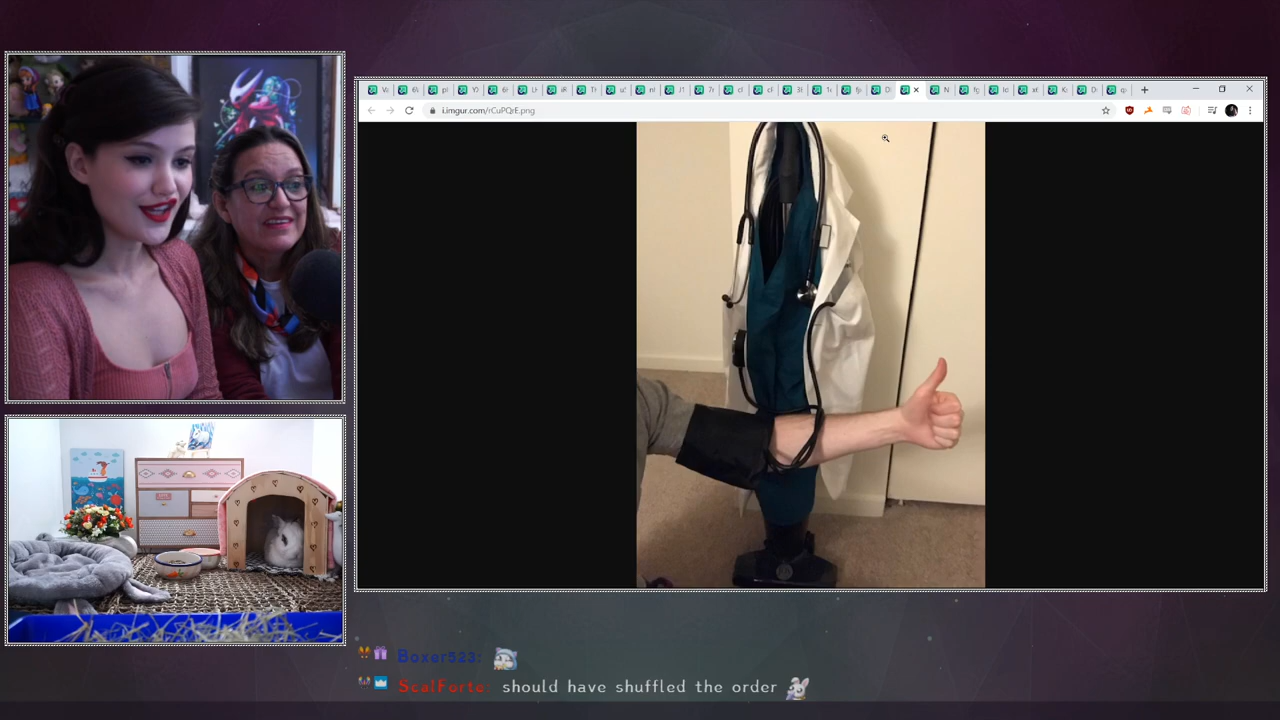 i.imgur.com/rCuPQrE.png
Boxer523:
ScalForte: should have shuffled the order